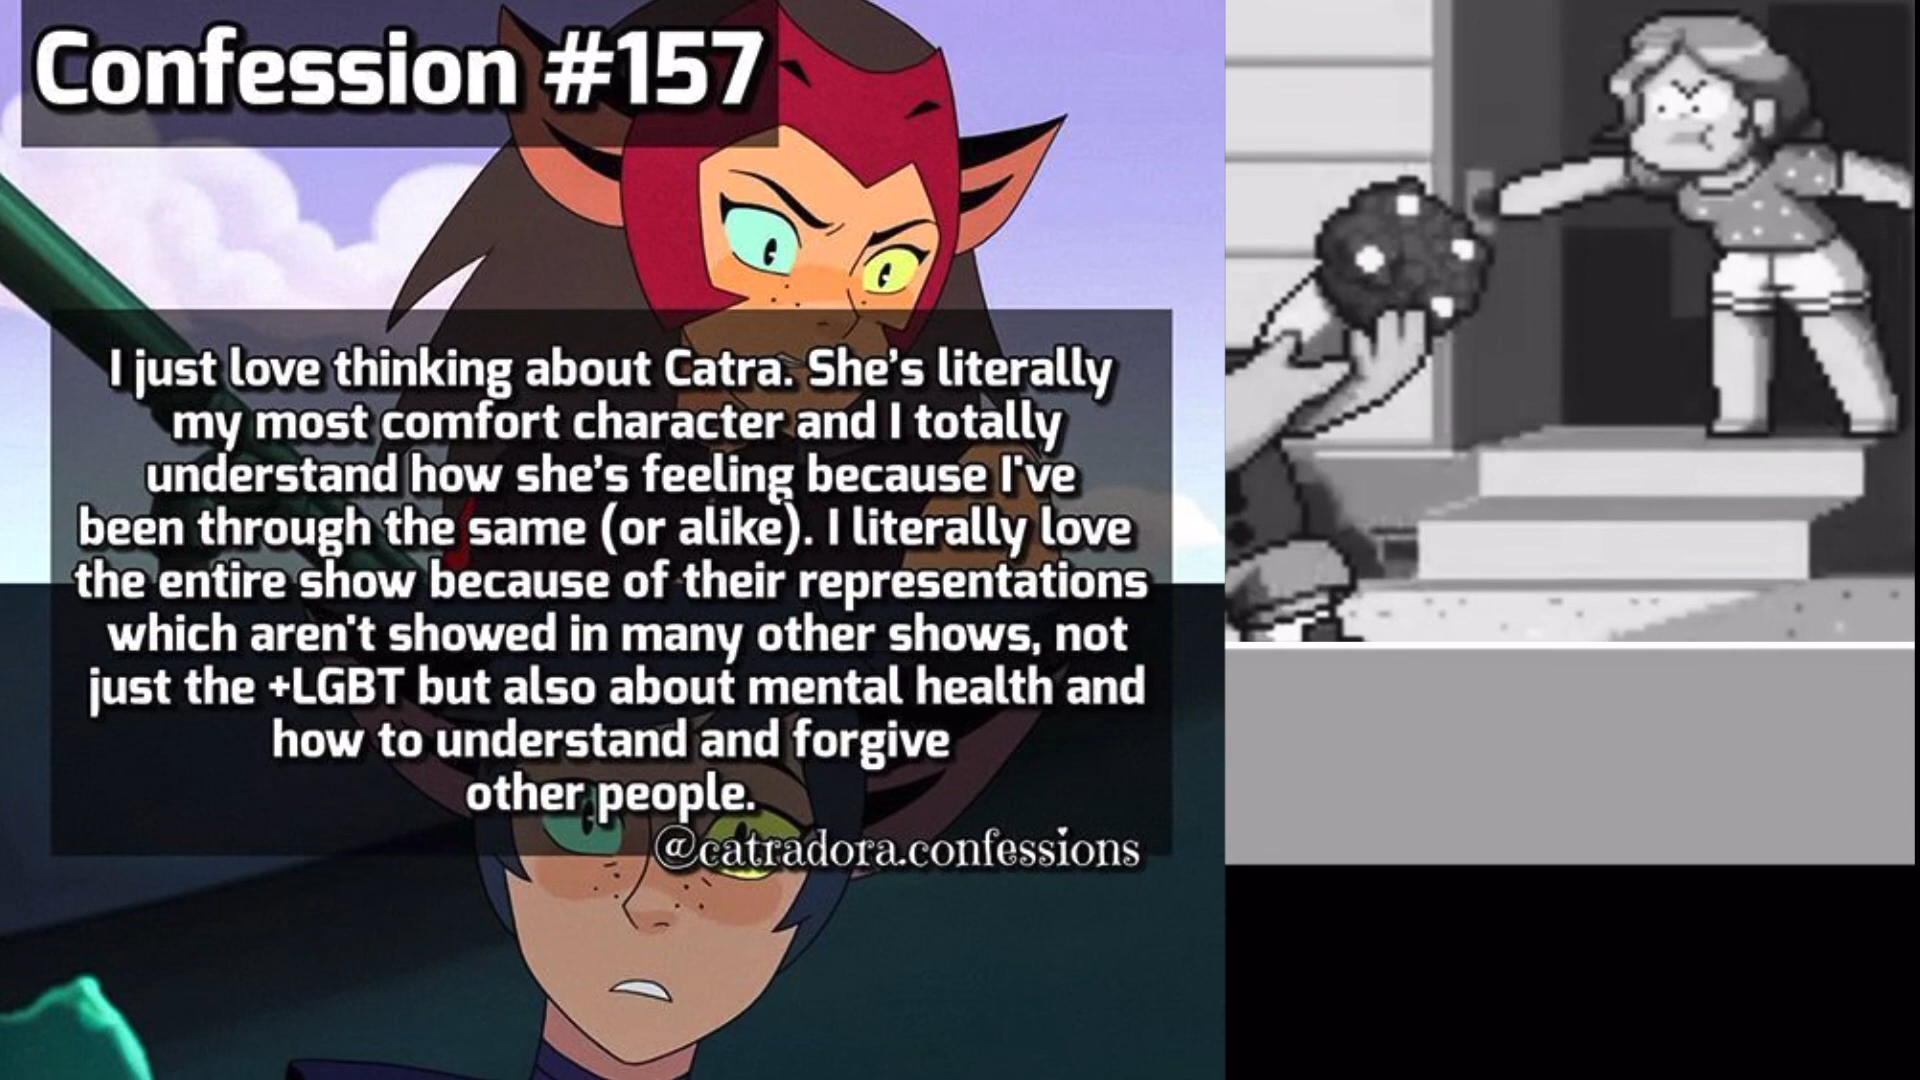 Confession #157
I just love thinking about Catra. She's literally
my most comfort character and I totally
understand how she's feeling because I've
been through the same (or alike). I literally love
the entire show because of their representations
which aren't showed in many other shows, not
just the +LGBT but also about mental health and
how to understand and forgive
other people.
@catradora.confessions